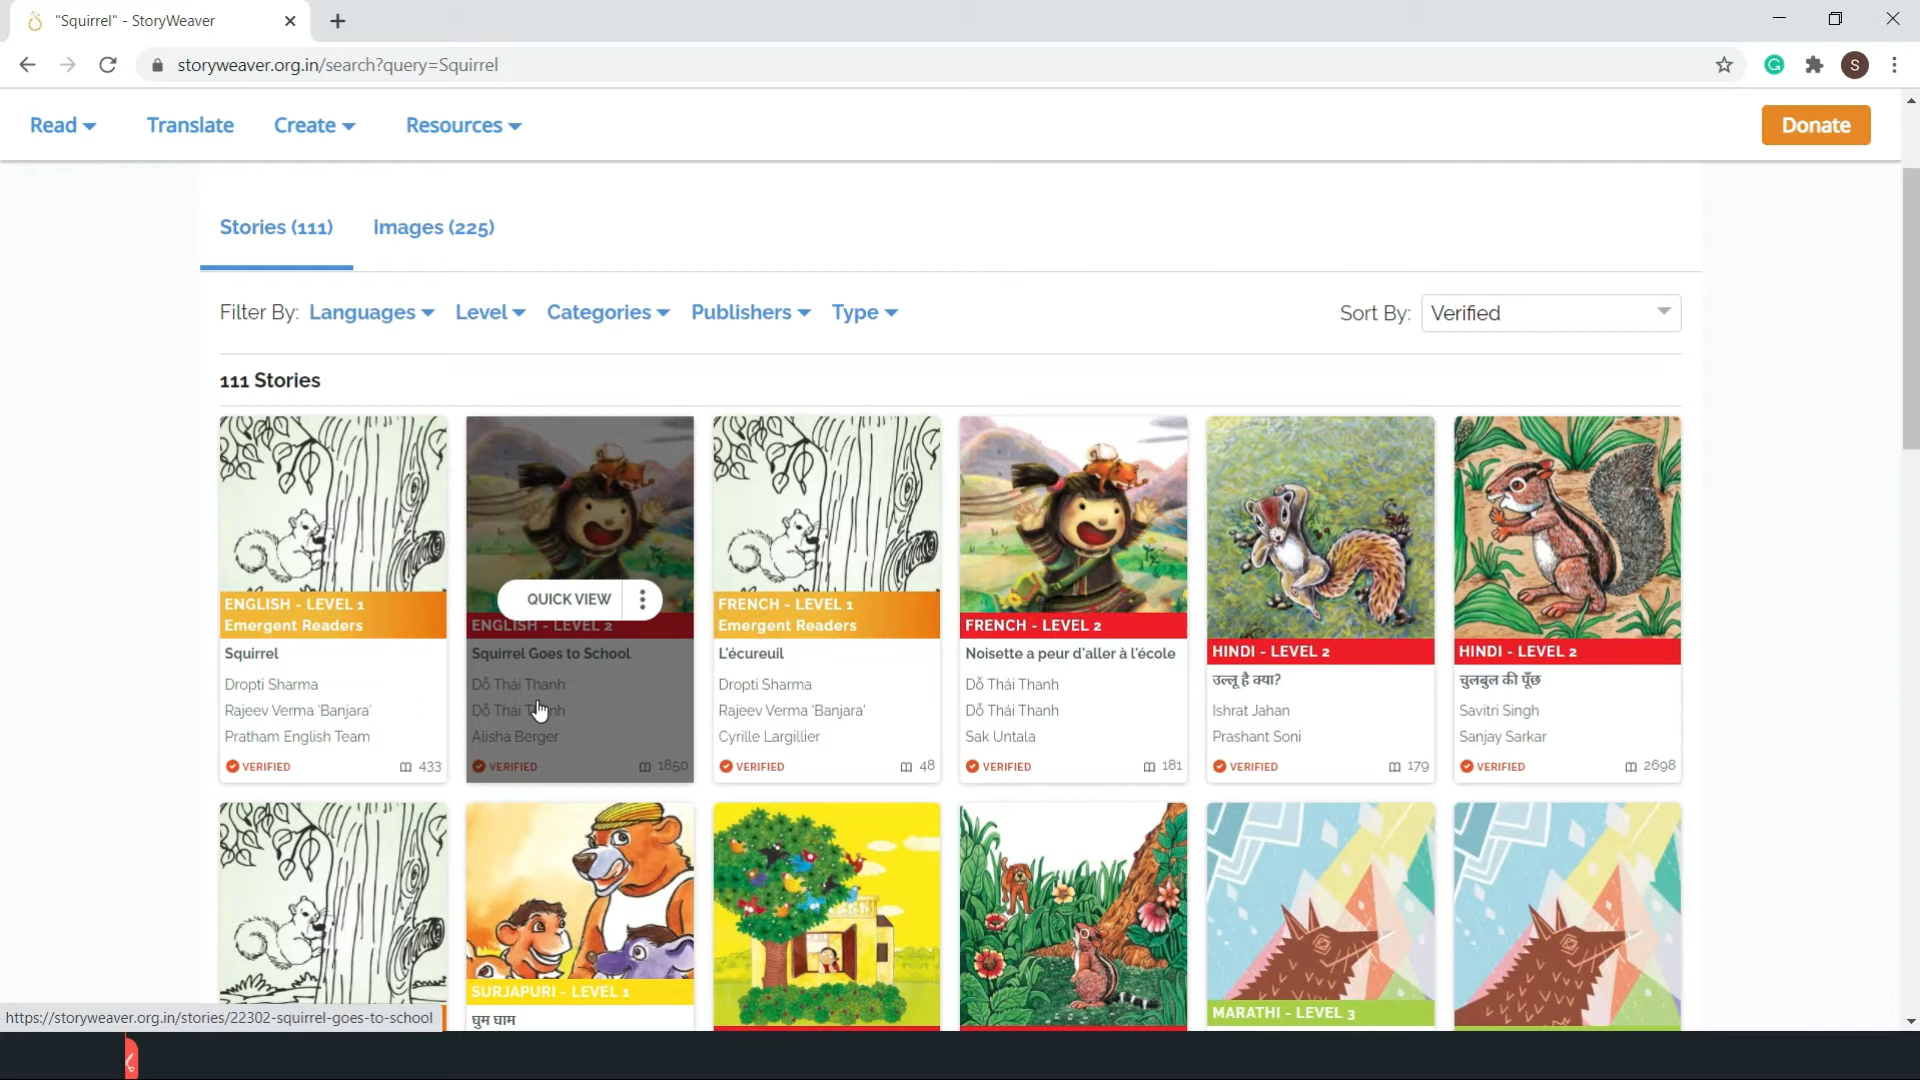 "Squirrel" - StoryWeaver
storyweaver.org.in/search?query=Squirrel
S
Read
Translate
Create
Resources
Donate
Stories (111)
Images (225)
Filter By:
Languages
Level
Categories
Publishers
Type
Sort By:
Verified
111 Stories
ENGLISH - LEVEL 1
Emergent Readers
Squirrel
Dropti Sharma
Rajeev Verma 'Banjara'
Pratham English Team
VERIFIED
433
QUICK VIEW
ENGLISH - LEVEL 2
Squirrel Goes to School
Dỗ Thái Thanh
Dỗ Thái
Alisha Berger
VERIFIED
1850
FRENCH - LEVEL 1
Emergent Readers
L'écureuil
Dropti Sharma
Rajeev Verma 'Banjara'
Cyrille Largillier
VERIFIED
48
FRENCH - LEVEL 2
Noisette a peur d'aller à l'école
Dỗ Thái Thanh
Dỗ Thái Thanh
Sak Untala
VERIFIED
181
HINDI - LEVEL 2
उल्लू है क्या?
Ishrat Jahan
Prashant Soni
VERIFIED
179
HINDI - LEVEL 2
चुलबुल की पूँछ
Savitri Singh
Sanjay Sarkar
VERIFIED
2698
SURJAPURI - LEVEL 1
घुम घाम
MARATHI - LEVEL 3
https://storyweaver.org.in/stories/22302-squirrel-goes-to-school